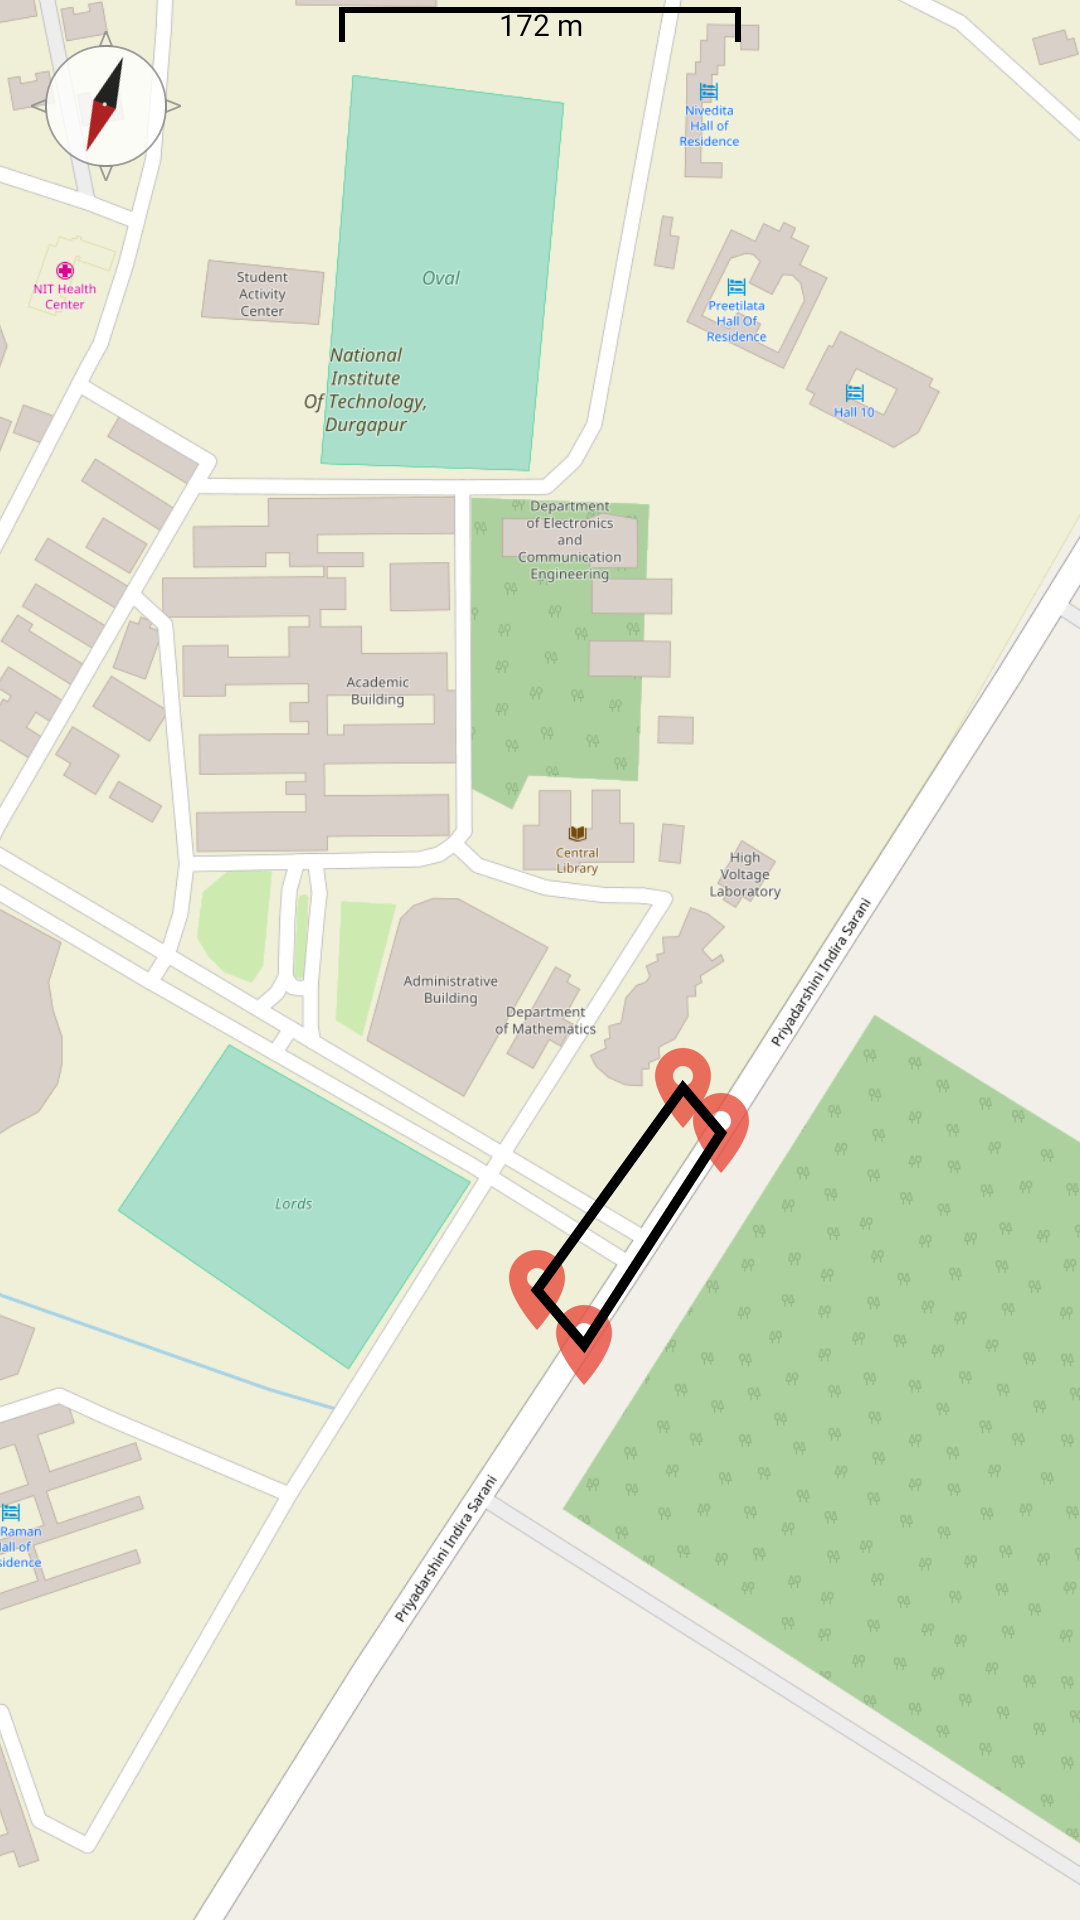 172 m
Nivedita
Hall of
Residence
NIT Health
Center
Student
Activity
Center
Oval
Preetilata
Hall Of
Residence
National
Institute
Of Technology,
Durgapur
Hall 10
Department
of Electronics
and
Communication
Engineering
Academic
Building
Central
Library
High
Voltage
Laboratory
Priyadarshini Indira Sarani
Administrative
Building
Department
of Mathematics
Lords
Raman
Hall of
sidence
Priyadarshini Indira Sarani